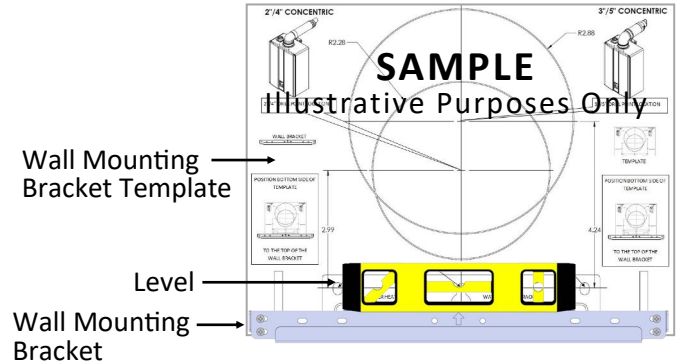 2"/4" CONCENTRIC
3"/5" CONCENTRIC
R2.28
R2.88
SAMPLE
Illustrative Purposes Only
WALL BRACKET
TEMPLATE
Wall Mounting
Bracket Template
POSITION BOTTOM SIDE OF
TEMPLATE
TO THE TOP OF THE
WALL BRACKET
POSITION BOTTOM SIDE OF
TEMPLATE
TO THE TOP OF THE
WALL BRACKET
2.99
4.24
Level
Wall Mounting
Bracket